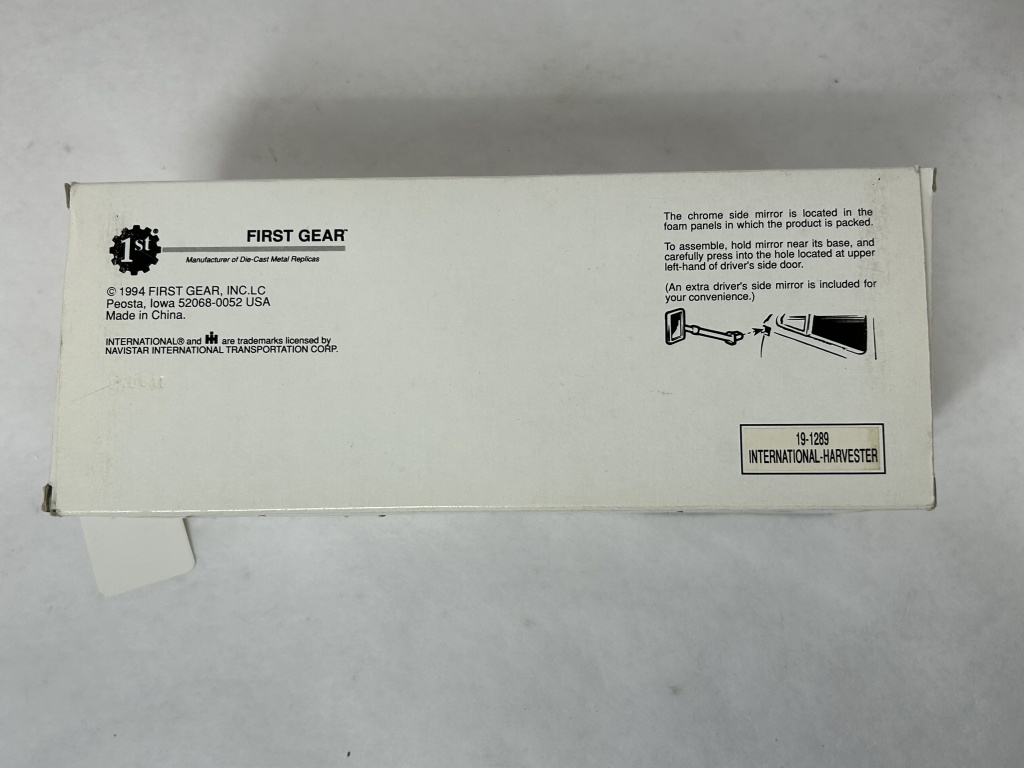 1st
FIRST GEAR™
Manufacturer of Die-Cast Metal Replicas
© 1994 FIRST GEAR, INC.LC
Peosta, Iowa 52068-0052 USA
Made in China.
INTERNATIONAL® and IH are trademarks licensed by
NAVISTAR INTERNATIONAL TRANSPORTATION CORP.
The chrome side mirror is located in the
foam panels in which the product is packed.
To assemble, hold mirror near its base, and
carefully press into the hole located at upper
left-hand of driver's side door.
(An extra driver's side mirror is included for
your convenience.)
19-1289
INTERNATIONAL-HARVESTER